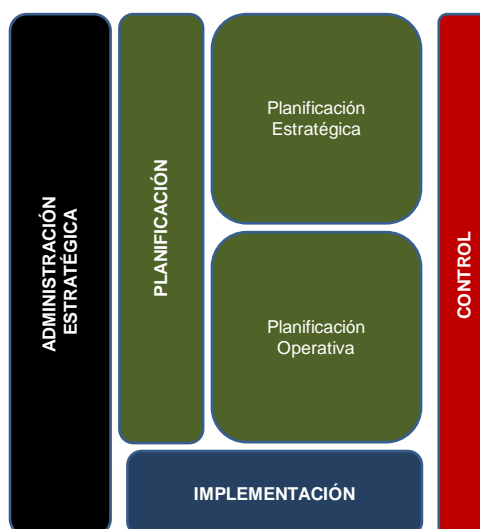 ADMINISTRACIÓN
ESTRATÉGICA
PLANIFICACIÓN
Planificación
Estratégica
Planificación
Operativa
IMPLEMENTACIÓN
CONTROL